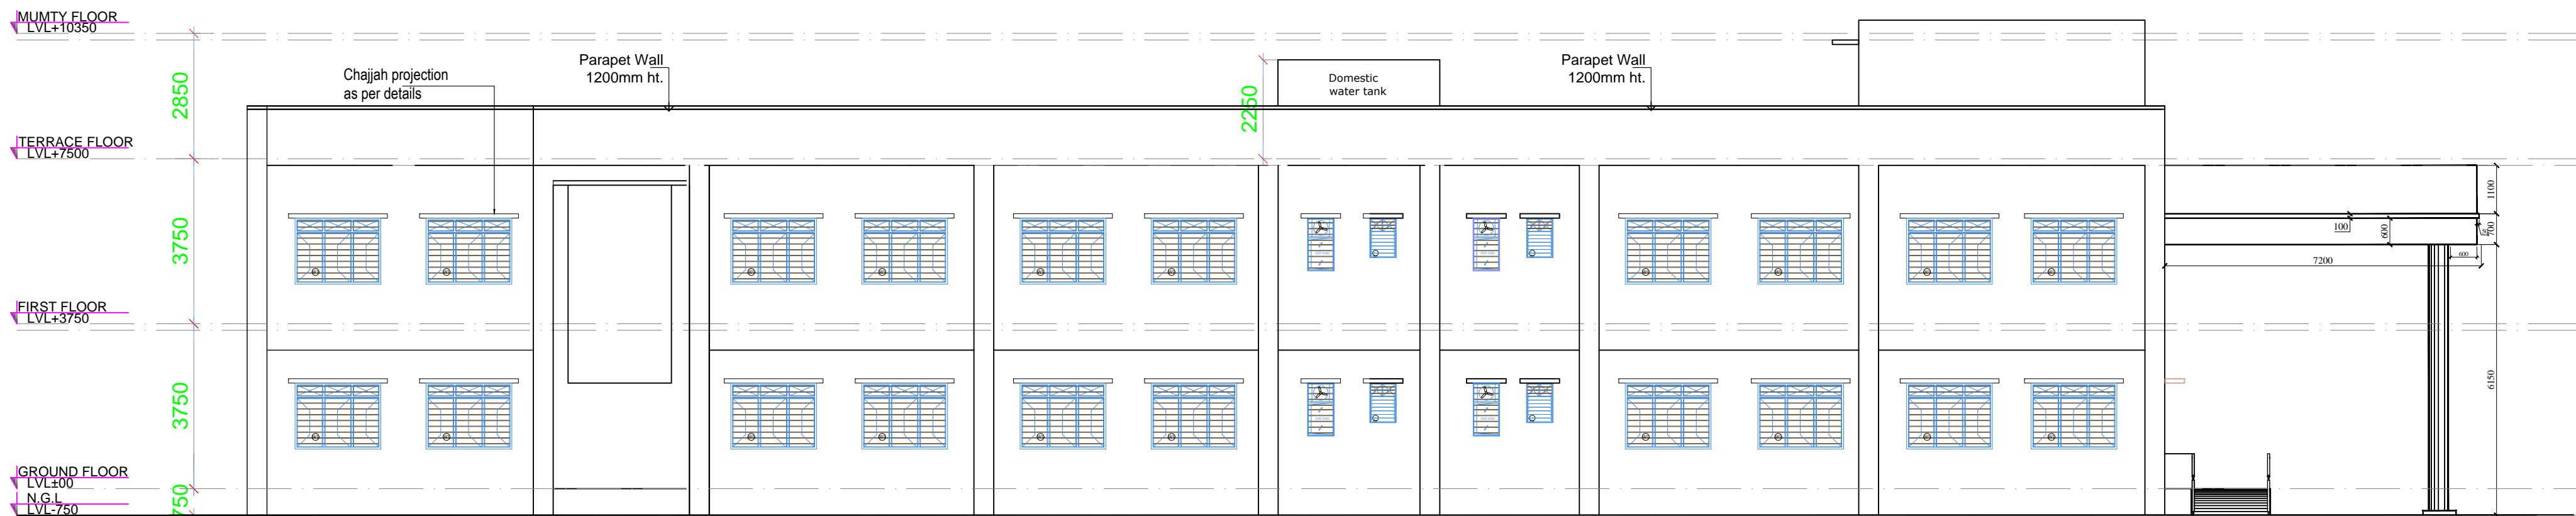 MUMTY FLOOR
LVL+10350
2850
Chajjah projection
as per details
Parapet Wall
1200mm ht.
2250
Domestic
water tank
Parapet Wall
1200mm ht.
TERRACE FLOOR
LVL+7500
3750
1100
100
600
700
7200
600
FIRST FLOOR
LVL+3750
3750
6150
GROUND FLOOR
LVL±00
N.G.L
LVL-750
750